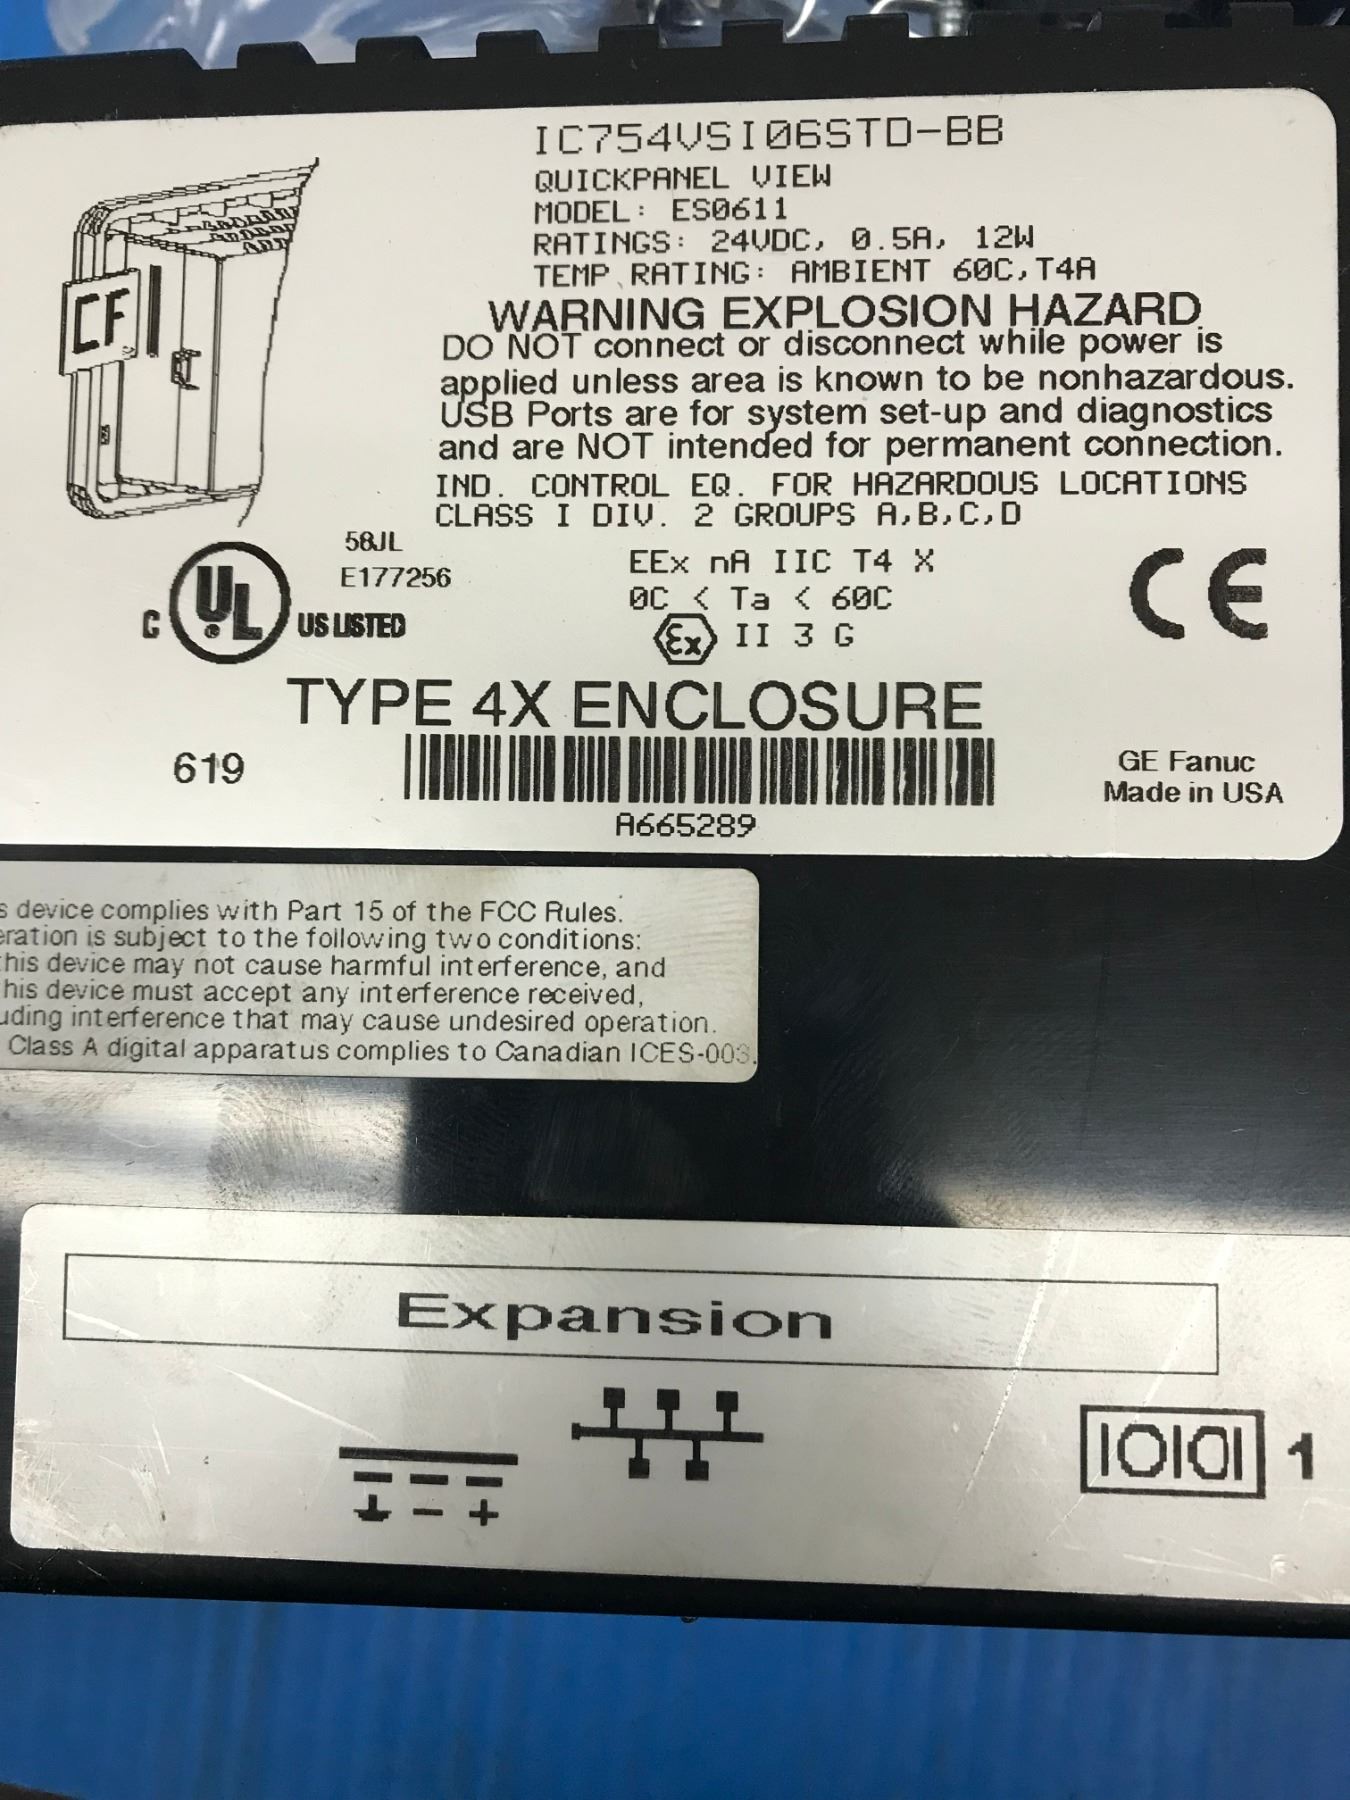 IC754VSI06STD-BB
QUICKPANEL VIEW
MODEL: ES0611
RATINGS: 24VDC, 0.5A, 12W
TEMP RATING: AMBIENT 60C, T4A
CF
WARNING EXPLOSION HAZARD
DO NOT connect or disconnect while power is
applied unless area is known to be nonhazardous.
USB Ports are for system set-up and diagnostics
and are NOT intended for permanent connection.
IND. CONTROL EQ. FOR HAZARDOUS LOCATIONS
CLASS I DIV. 2 GROUPS A,B,C,D
58JL
E177256
C UL US LISTED
EEx nA IIC T4 X
0C < Ta < 60C
Ex II 3 G
CE
TYPE 4X ENCLOSURE
619
A665289
GE Fanuc
Made in USA
s device complies with Part 15 of the FCC Rules.
eration is subject to the following two conditions:
his device may not cause harmful interference, and
his device must accept any interference received,
uding interference that may cause undesired operation.
Class A digital apparatus complies to Canadian ICES-003.
Expansion
IOIOI 1
- +